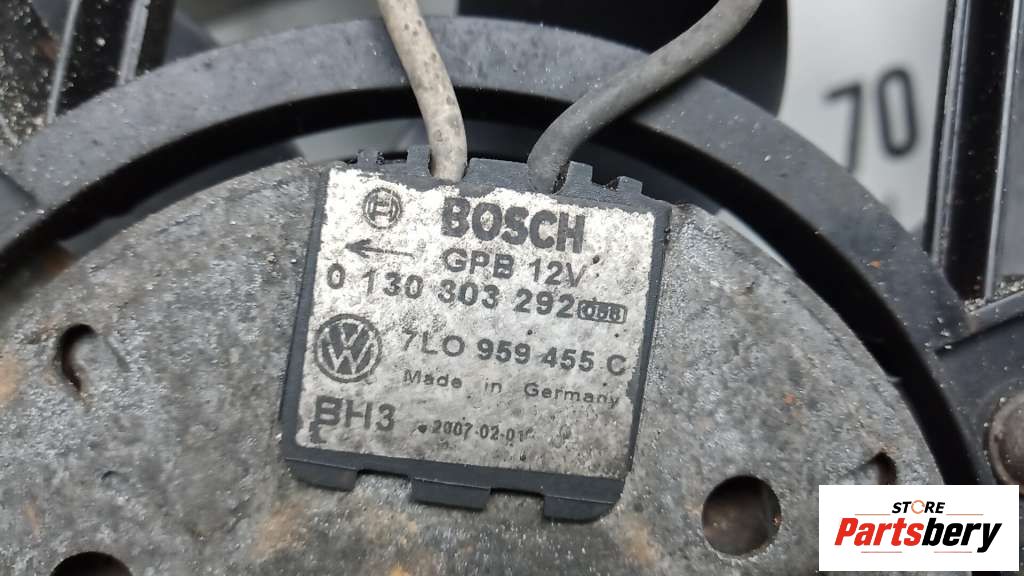 70
BOSCH
GPB 12V
0 130 303 292 088
7L0 959 455 C
Made in Germany
BH3 2007-02-01
STORE
Partsbery